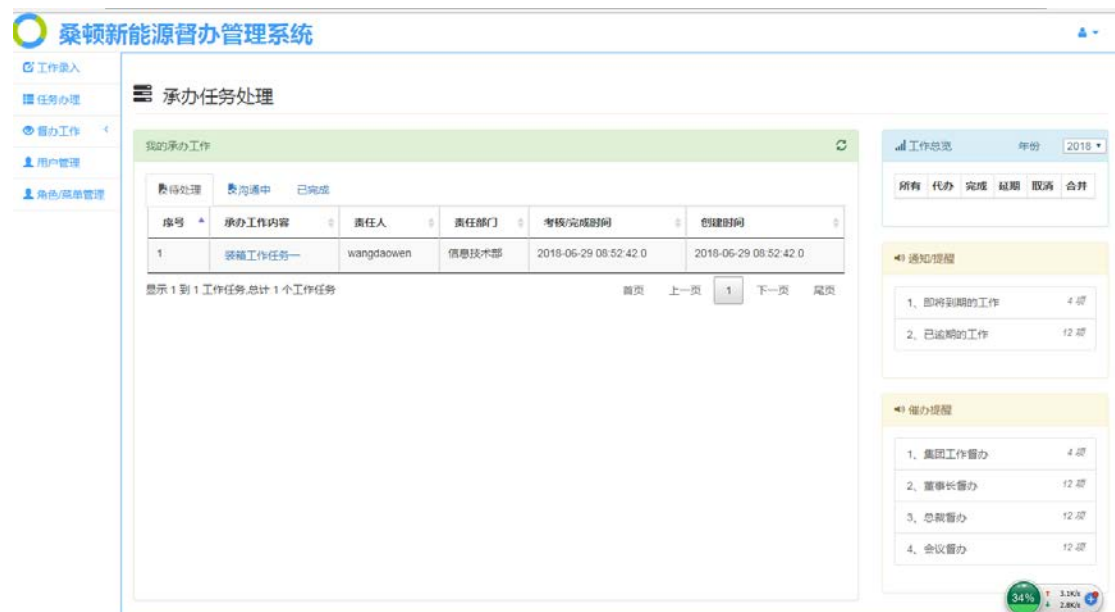 桑顿新能源督办管理系统
工作录入
任务办理
督办工作
用户管理
角色/菜单管理
承办任务处理
我的承办工作
待处理 沟通中 已完成
序号 承办工作内容 责任人 责任部门 考核/完成时间 创建时间
1 装箱工作任务一 wangdaowen 信息技术部 2018-06-29 08:52:42.0 2018-06-29 08:52:42.0
显示 1 到 1 工作任务,总计 1 个工作任务
首页 上一页 1 下一页 尾页
工作总览 年份 2018
所有 代办 完成 延期 取消 合并
通知/提醒
1、即将到期的工作 4 项
2、已逾期的工作 12 项
催办提醒
1、集团工作督办 4 项
2、董事长督办 12 项
3、总裁督办 12 项
4、会议督办 12 项
34% 3.1K/s
2.8K/s